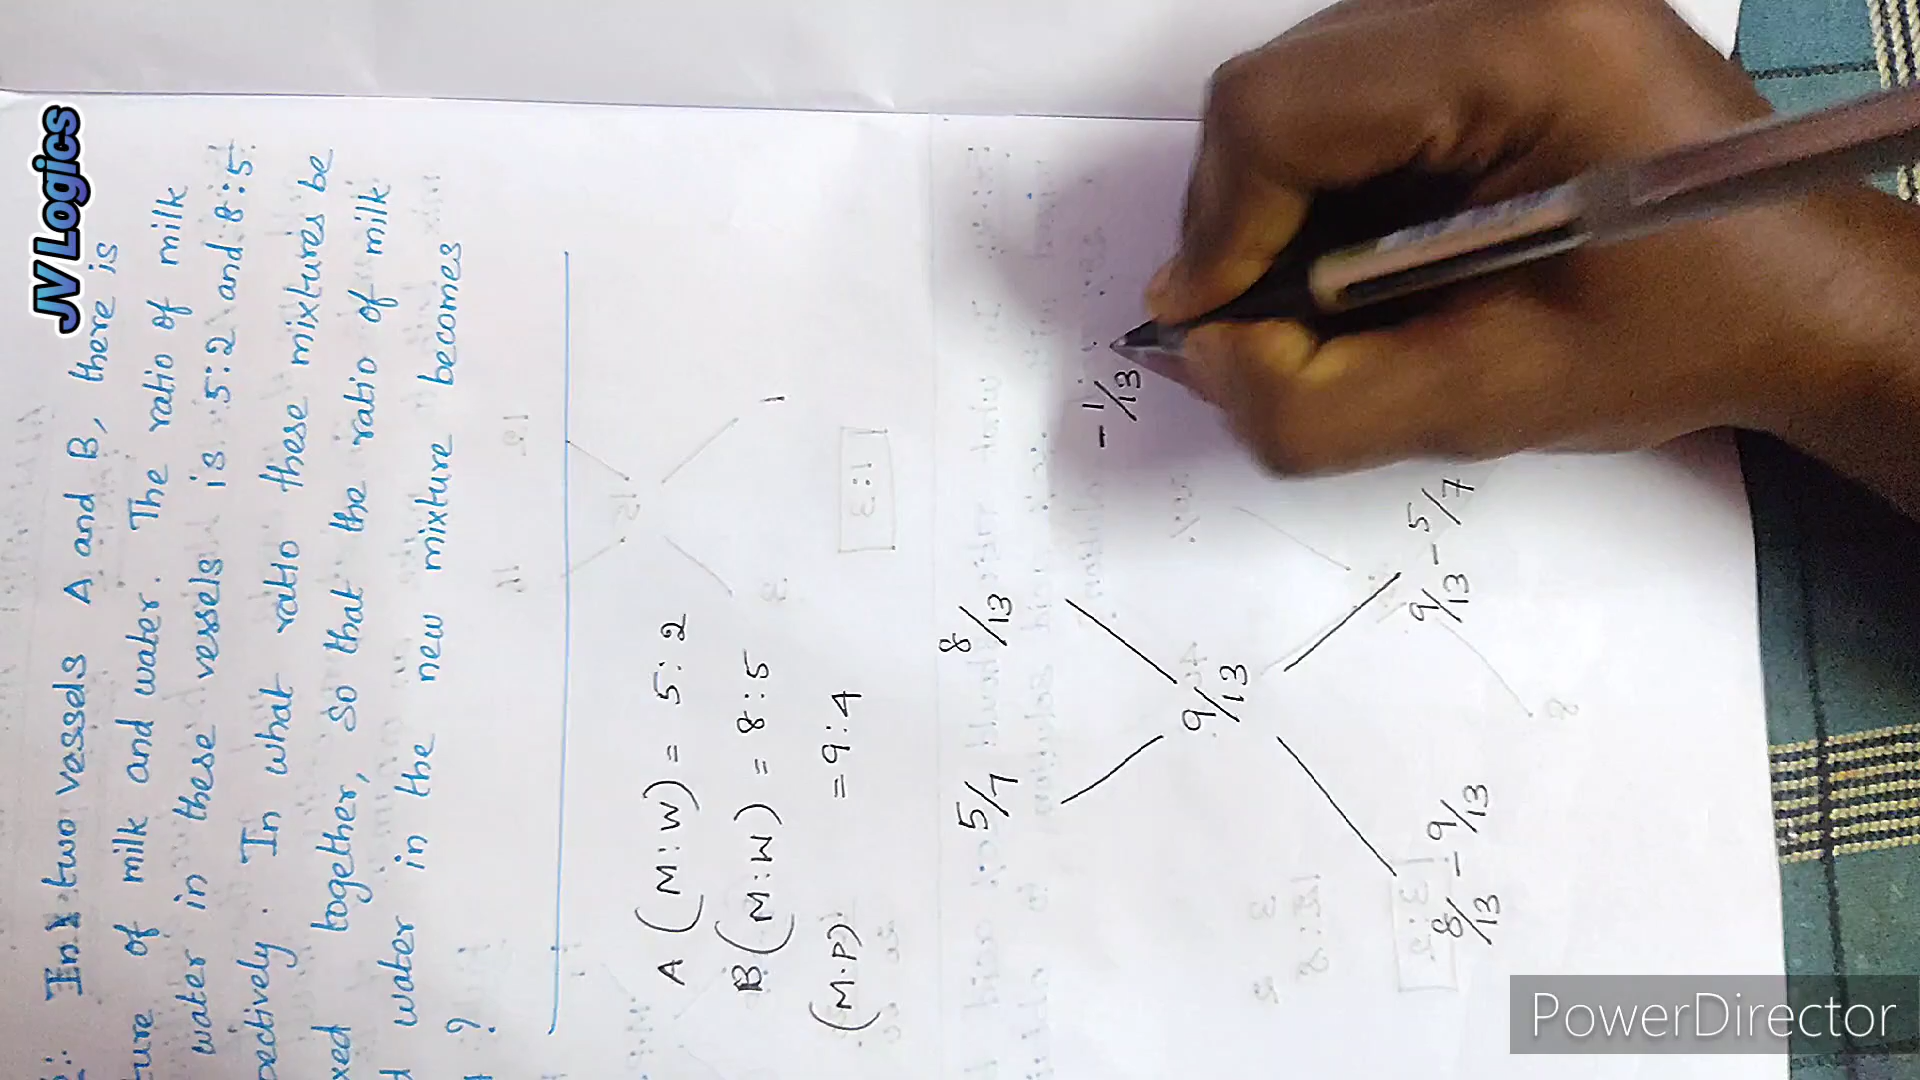 JV Logics
In two vessels A and B, there is
ture of milk and water. The ratio of milk
water in these vessels is 5:2 and 8:5
pectively. In what ratio these mixtures be
xed together, so that the ratio of milk
d water in the new mixture becomes
?
A (M:W) = 5:2
B (M:W) = 8:5
(M.P) = 9:4
5/7 8/13
9/13
8/13 - 9/13 9/13 - 5/7
-1/13
PowerDirector